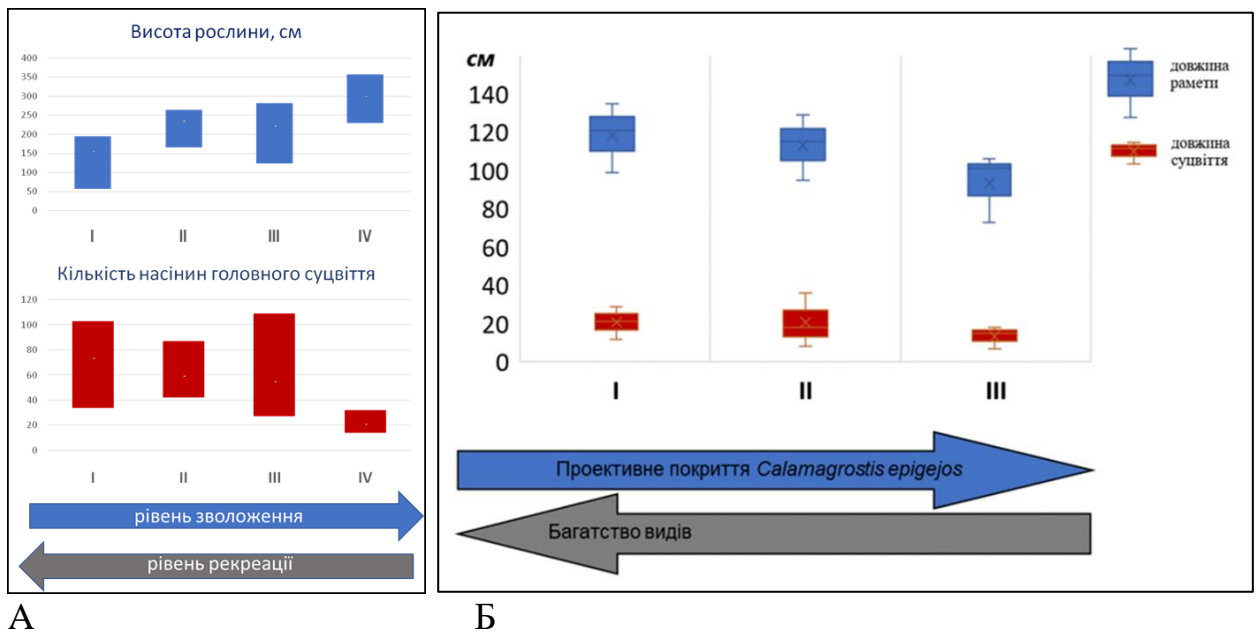 Висота рослини, см
400
350
300
250
200
150
100
50
0
I II III IV
Кількість насінин головного суцвіття
120
100
80
60
40
20
0
I II III IV
рівень зволоження
рівень рекреації
А
см
140
120
100
80
60
40
20
0
I II III
довжина
рамети
довжина
суцвіття
Проективне покриття Calamagrostis epigejos
Багатство видів
Б